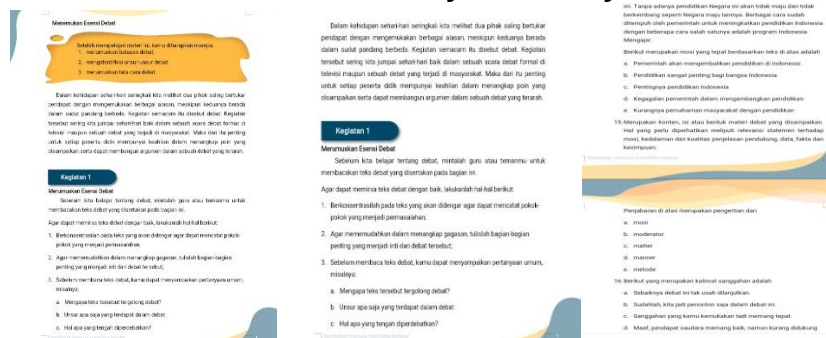 Menemukan Esensi Debat
Setelah mempelajari materi ini, kamu diharapkan mampu:
1. merumuskan batasan debat;
2. mengidentifikasi unsur-unsur debat;
3. merumuskan tata cara debat.
Dalam kehidupan sehari-hari seringkali kita melihat dua pihak saling bertukar
pendapat dengan mengemukakan berbagai alasan, meskipun keduanya berada
dalam sudut pandang berbeda. Kegiatan semacam itu disebut debat. Kegiatan
tersebut sering kita jumpai sehari-hari baik dalam sebuah acara debat formal di
televisi maupun sebuah debat yang terjadi di masyarakat. Maka dari itu penting
untuk setiap peserta didik mempunyai keahlian dalam menangkap poin yang
disampaikan serta dapat membangun argumen dalam sebuah debat yang terarah.
Kegiatan 1
Merumuskan Esensi Debat
Sebelum kita belajar tentang debat, mintalah guru atau temanmu untuk
membacakan teks debat yang disertakan pada bagian ini.
Agar dapat memirsa teks debat dengan baik, lakukanlah hal-hal berikut:
1. Berkonsentrasilah pada teks yang akan didengar agar dapat mencatat pokok-
pokok yang menjadi permasalahan;
2. Agar mememudahkan dalam menangkap gagasan, tulislah bagian-bagian
penting yang menjadi inti dari debat tersebut;
3. Sebelum membaca teks debat, kamu dapat menyampaikan pertanyaan umum,
misalnya:
a. Mengapa teks tersebut tergolong debat?
b. Unsur apa saja yang terdapat dalam debat
c. Hal apa yang tengah diperdebatkan?
Dalam kehidupan sehari-hari seringkali kita melihat dua pihak saling bertukar
pendapat dengan mengemukakan berbagai alasan, meskipun keduanya berada
dalam sudut pandang berbeda. Kegiatan semacam itu disebut debat. Kegiatan
tersebut sering kita jumpai sehari-hari baik dalam sebuah acara debat formal di
televisi maupun sebuah debat yang terjadi di masyarakat. Maka dari itu penting
untuk setiap peserta didik mempunyai keahlian dalam menangkap poin yang
disampaikan serta dapat membangun argumen dalam sebuah debat yang terarah.
Kegiatan 1
Merumuskan Esensi Debat
Sebelum kita belajar tentang debat, mintalah guru atau temanmu untuk
membacakan teks debat yang disertakan pada bagian ini.
Agar dapat memirsa teks debat dengan baik, lakukanlah hal-hal berikut:
1. Berkonsentrasilah pada teks yang akan didengar agar dapat mencatat pokok-
pokok yang menjadi permasalahan;
2. Agar mememudahkan dalam menangkap gagasan, tulislah bagian-bagian
penting yang menjadi inti dari debat tersebut;
3. Sebelum membaca teks debat, kamu dapat menyampaikan pertanyaan umum,
misalnya:
a. Mengapa teks tersebut tergolong debat?
b. Unsur apa saja yang terdapat dalam debat
c. Hal apa yang tengah diperdebatkan?
ini. Tanpa adanya pendidikan Negara ini akan tidak maju dan tidak
berkembang seperti Negara maju lainnya. Berbagai cara sudah
ditempuh oleh pemerintah untuk meningkatkan pendidikan Indonesia
dengan beberapa cara salah satunya adalah program Indonesia
Mengajar.
Berikut merupakan mosi yang tepat berdasarkan teks di atas adalah
a. Pemerintah akan mengembalikan pendidikan di Indonesia
b. Pendidikan sangat penting bagi bangsa Indonesia
c. Pentingnya pendidikan Indonesia
d. Kegagalan pemerintah dalam mengembangkan pendidikan
e. Kurangnya pemahaman masyarakat dengan pendidikan
15. Merupakan konten, isi atau bentuk materi debat yang disampaikan.
Hal yang perlu diperhatikan meliputi relevansi statemen terhadap
mosi, kedalaman dan kualitas penjelasan pendukung, data, fakta dan
kesimpuan.
Penjabaran di atas merupakan pengertian dari
a. mosi
b. moderator
c. matter
d. manner
e. metode
16. Berikut yang merupakan kalimat sanggahan adalah
a. Sebaiknya debat ini tak usah dilanjutkan.
b. Sudahlah, kita jadi penonton saja dalam debat ini.
c. Sanggahan yang kamu kemukakan tadi memang tepat.
d. Maaf, pendapat saudara memang baik, namun kurang didukung